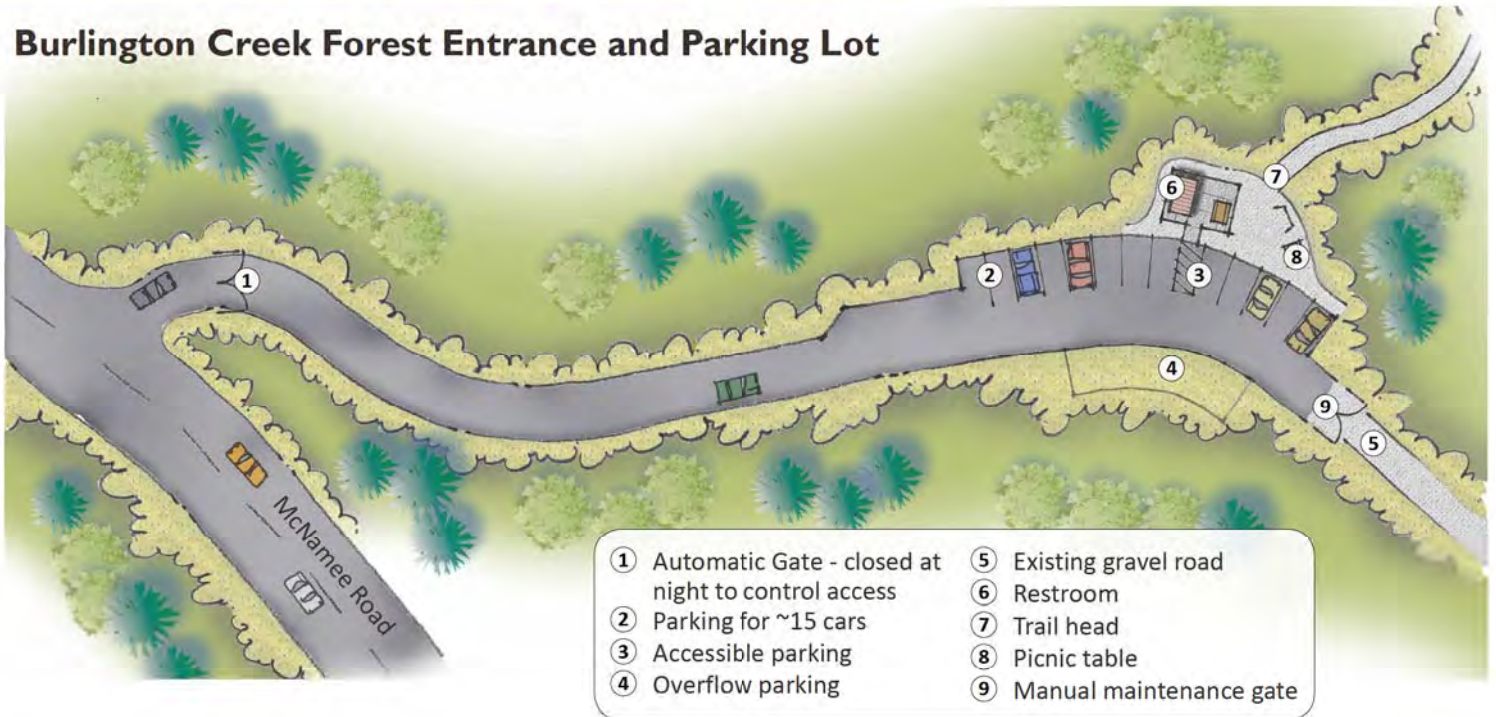 Burlington Creek Forest Entrance and Parking Lot
7
6
8
1
2
3
4
9
5
McNamee Road
1 Automatic Gate - closed at
night to control access
2 Parking for ~15 cars
3 Accessible parking
4 Overflow parking
5 Existing gravel road
6 Restroom
7 Trail head
8 Picnic table
9 Manual maintenance gate